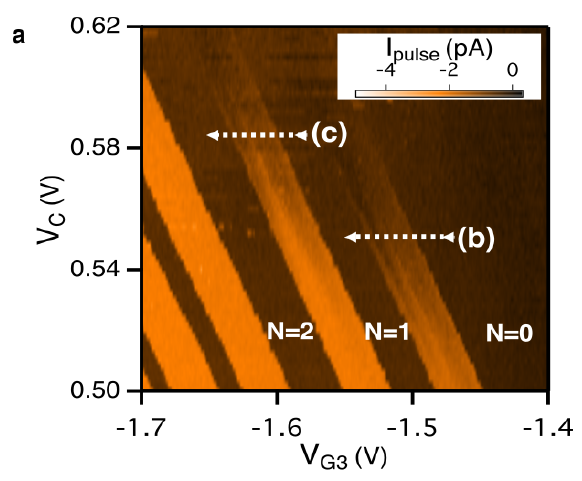 a
0.62
I_pulse (pA)
-4 -2 0
(c)
0.58
V_C (V)
(b)
0.54
N=2 N=1 N=0
0.50
-1.7 -1.6 -1.5 -1.4
V_G3 (V)